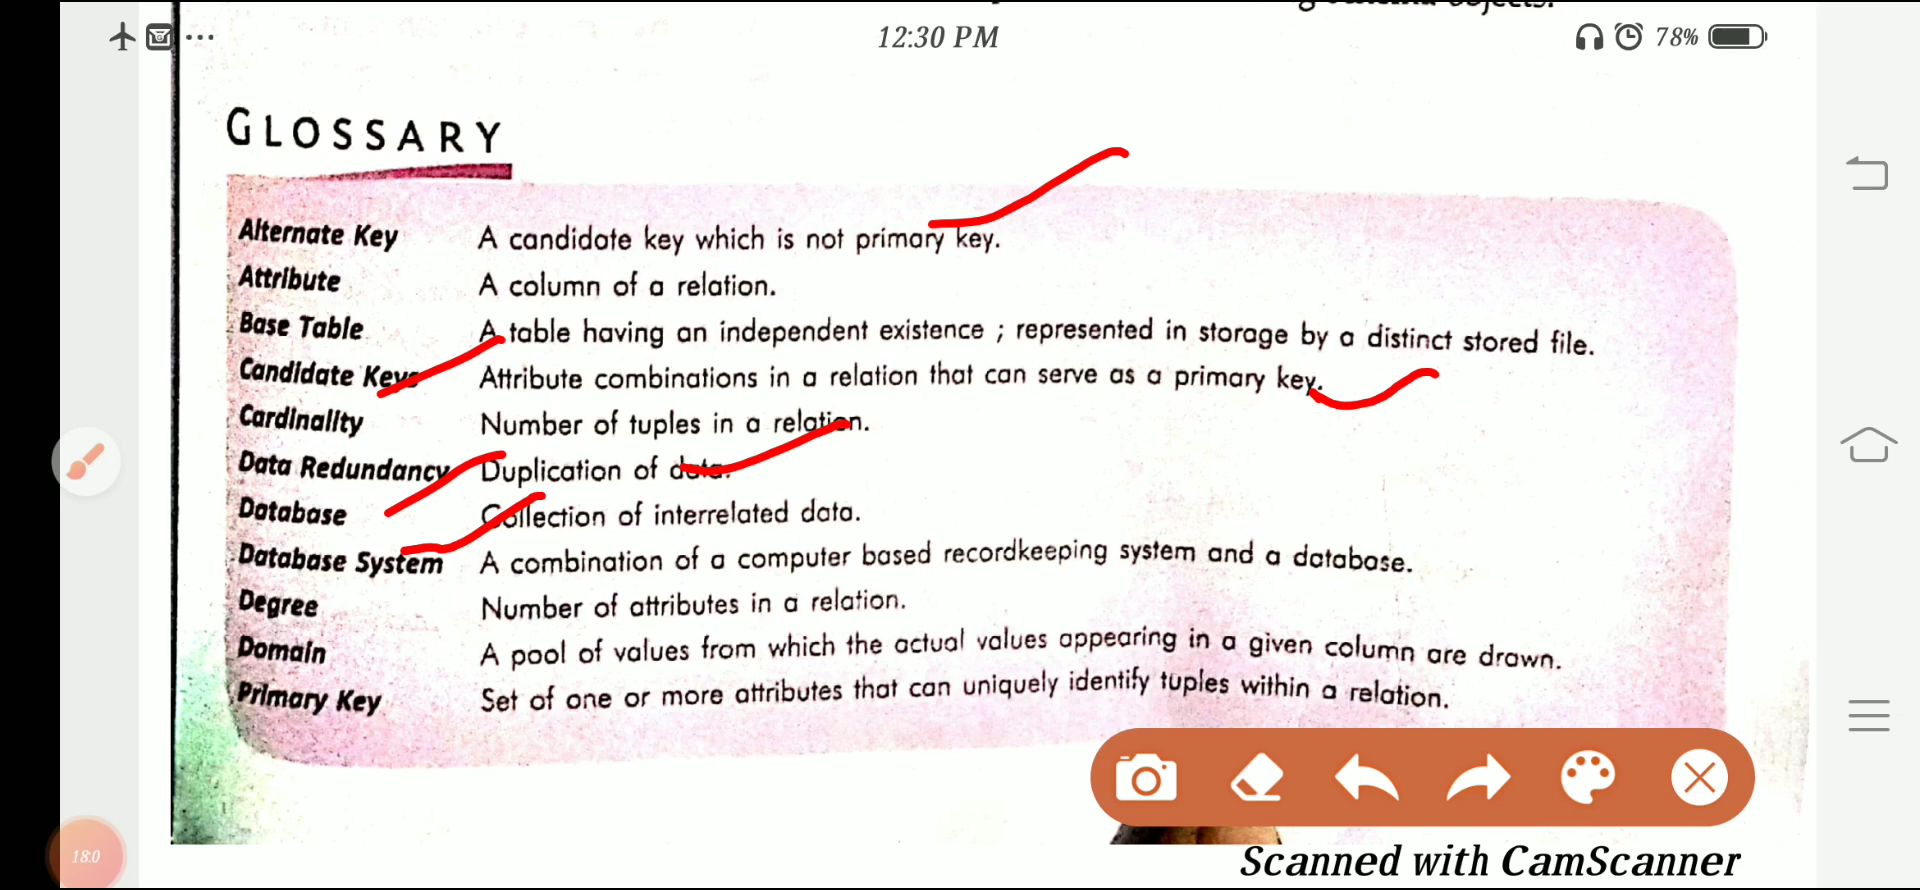 objects.
12:30 PM
78%
GLOSSARY
Alternate Key A candidate key which is not primary key.
Attribute A column of a relation.
Base Table A table having an independent existence ; represented in storage by a distinct stored file.
Candidate Keys Attribute combinations in a relation that can serve as a primary key.
Cardinality Number of tuples in a relation.
Data Redundancy Duplication of data.
Database Collection of interrelated data.
Database System A combination of a computer based recordkeeping system and a database.
Degree Number of attributes in a relation.
Domain A pool of values from which the actual values appearing in a given column are drawn.
Primary Key Set of one or more attributes that can uniquely identify tuples within a relation.
18:0
Scanned with CamScanner